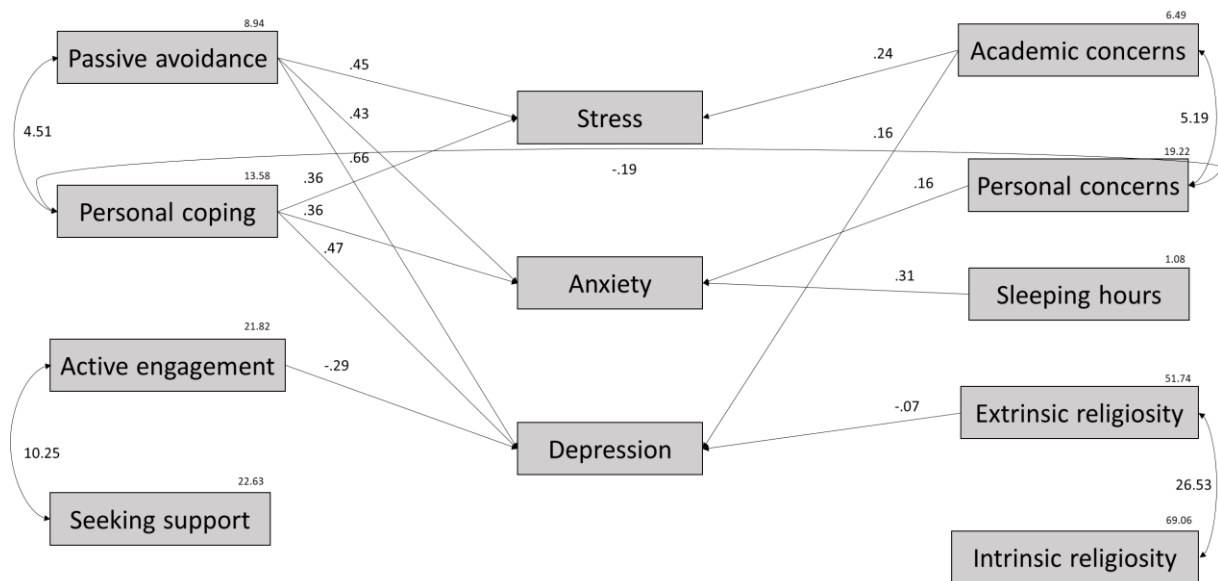 8.94
Passive avoidance
6.49
Academic concerns
.45
.24
Stress
.43
4.51
5.19
.66
.16
-.19
19.22
Personal concerns
13.58
Personal coping
.36
.36
.16
.47
Anxiety
1.08
Sleeping hours
.31
21.82
Active engagement
-.29
51.74
Extrinsic religiosity
-.07
Depression
10.25
26.53
22.63
Seeking support
69.06
Intrinsic religiosity